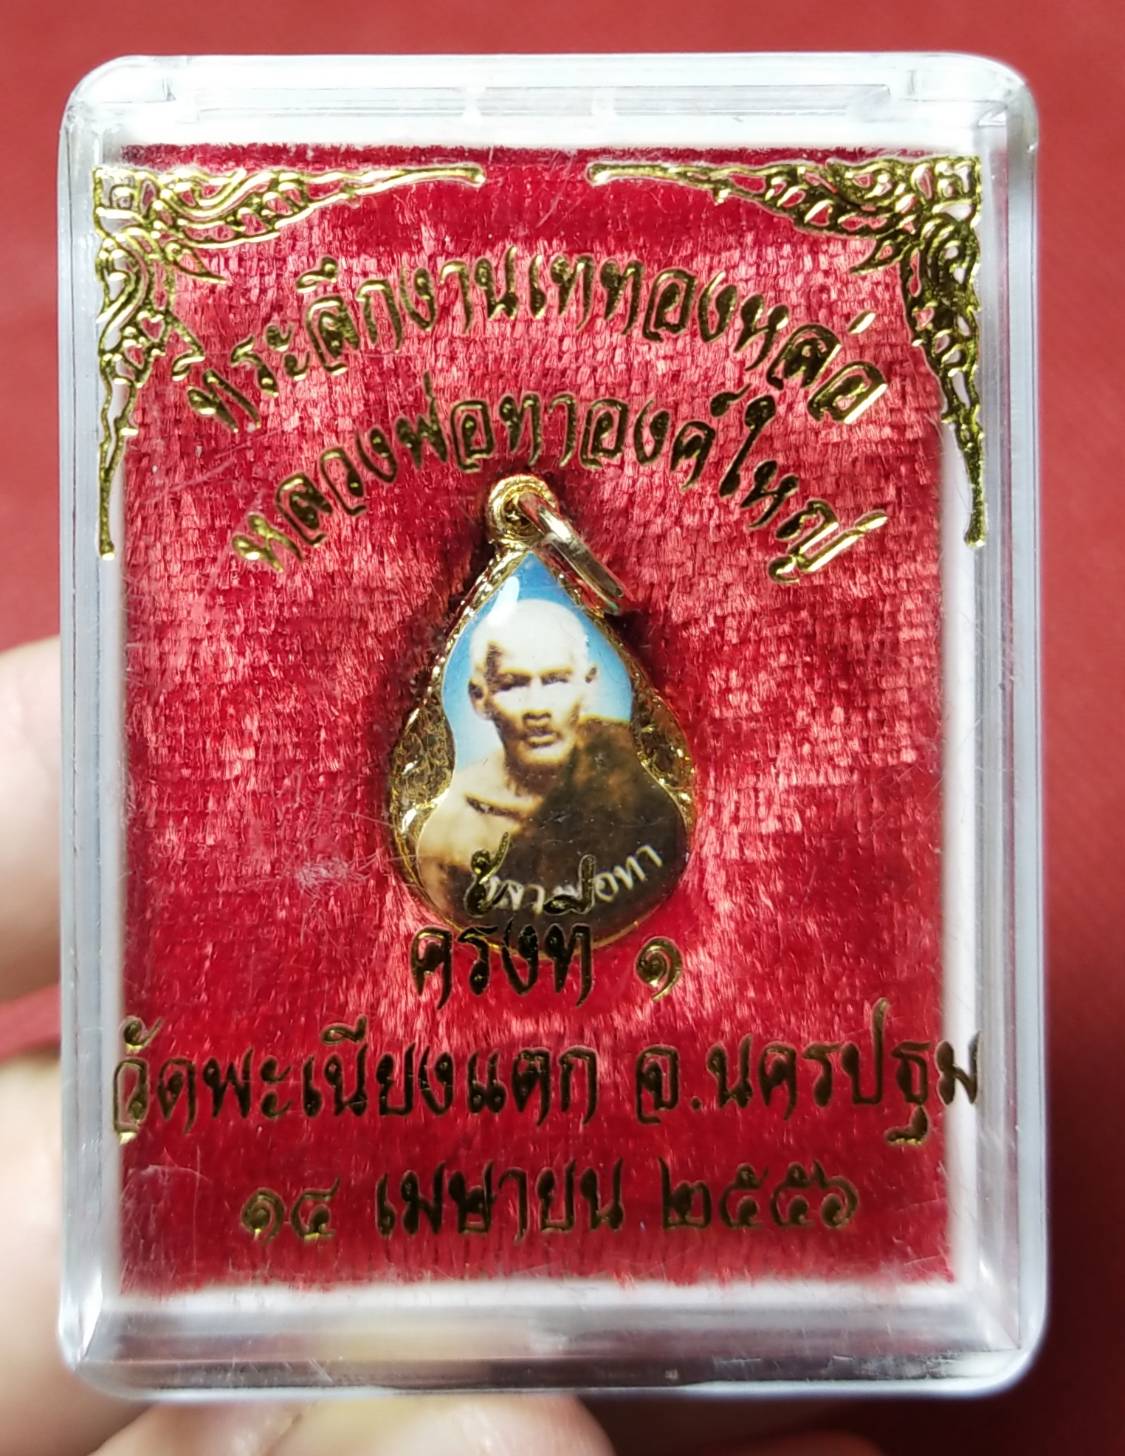 ที่ระลึกงานเททองหล่อ
หลวงพ่อทาองค์ใหญ่
หลวงพ่อทา
ครั้งที่ ๑
วัดพะเนียงแตก จ.นครปฐม
๑๔ เมษายน ๒๕๕๖